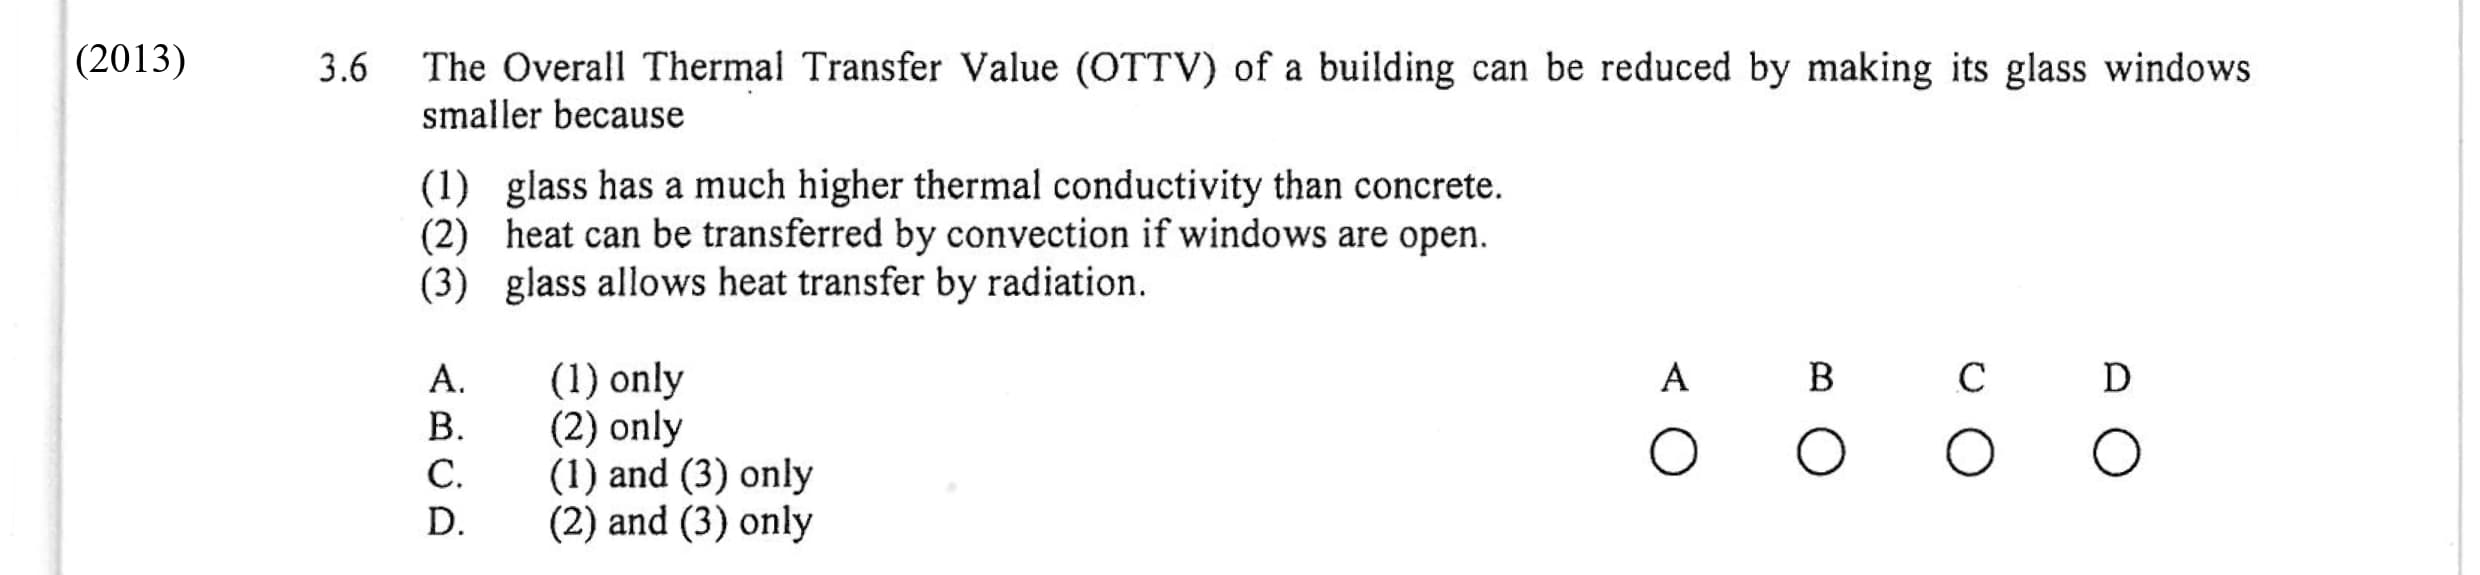 (2013) 3.6 The Overall Thermal Transfer Value (OTTV) of a building can be reduced by making its glass windows
smaller because
(1) glass has a much higher thermal conductivity than concrete.
(2) heat can be transferred by convection if windows are open.
(3) glass allows heat transfer by radiation.
A. (1) only A B C D
B. (2) only
C. (1) and (3) only
D. (2) and (3) only